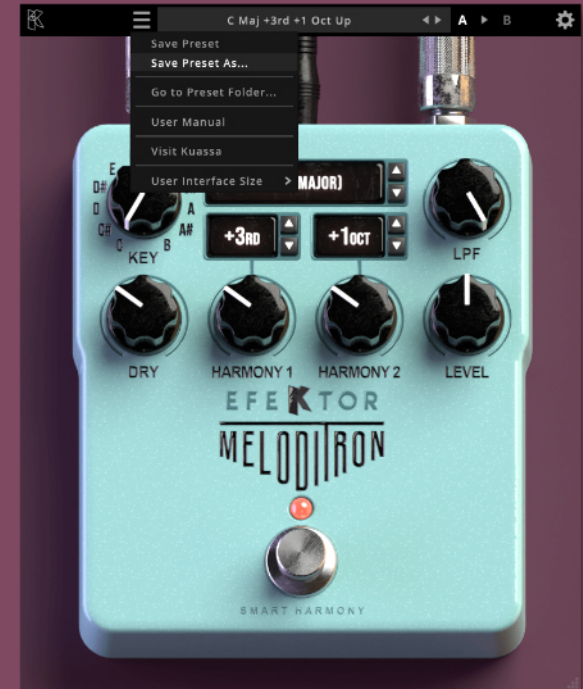 C Maj +3rd +1 Oct Up
A
B
Save Preset
Save Preset As...
Go to Preset Folder...
User Manual
Visit Kuassa
User Interface Size
MAJOR)
E
D#
D
C#
C
B
A#
A
KEY
+3RD
+1OCT
LPF
DRY
HARMONY 1
HARMONY 2
LEVEL
EFEKTOR
MELODITRON
SMART HARMONY